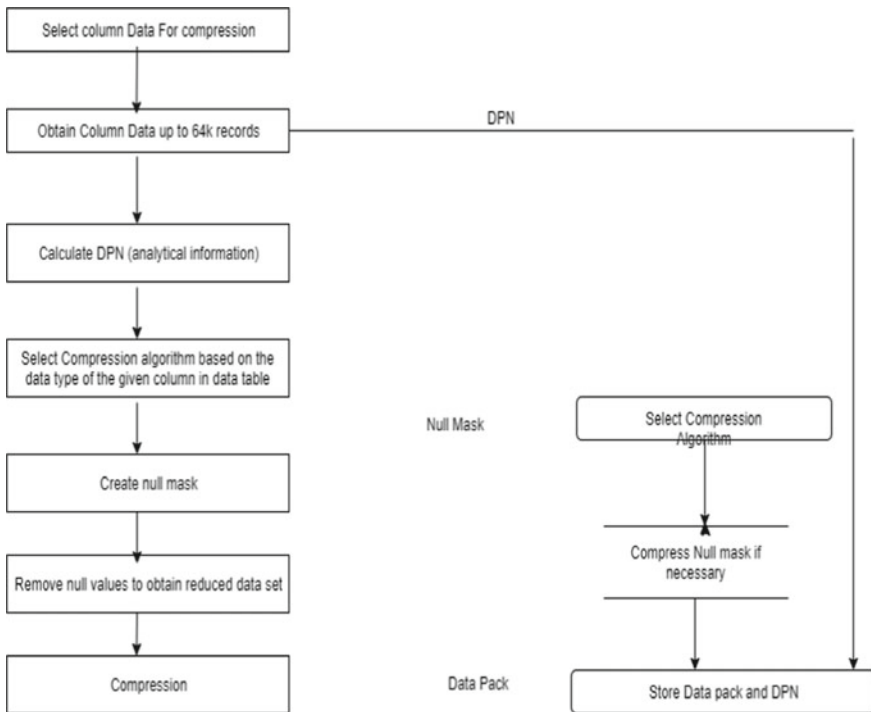 Select column Data For compression
Obtain Column Data up to 64k records
DPN
Calculate DPN (analytical information)
Select Compression algorithm based on the
data type of the given column in data table
Null Mask
Select Compression
Algorithm
Create null mask
Compress Null mask if
necessary
Remove null values to obtain reduced data set
Compression
Data Pack
Store Data pack and DPN